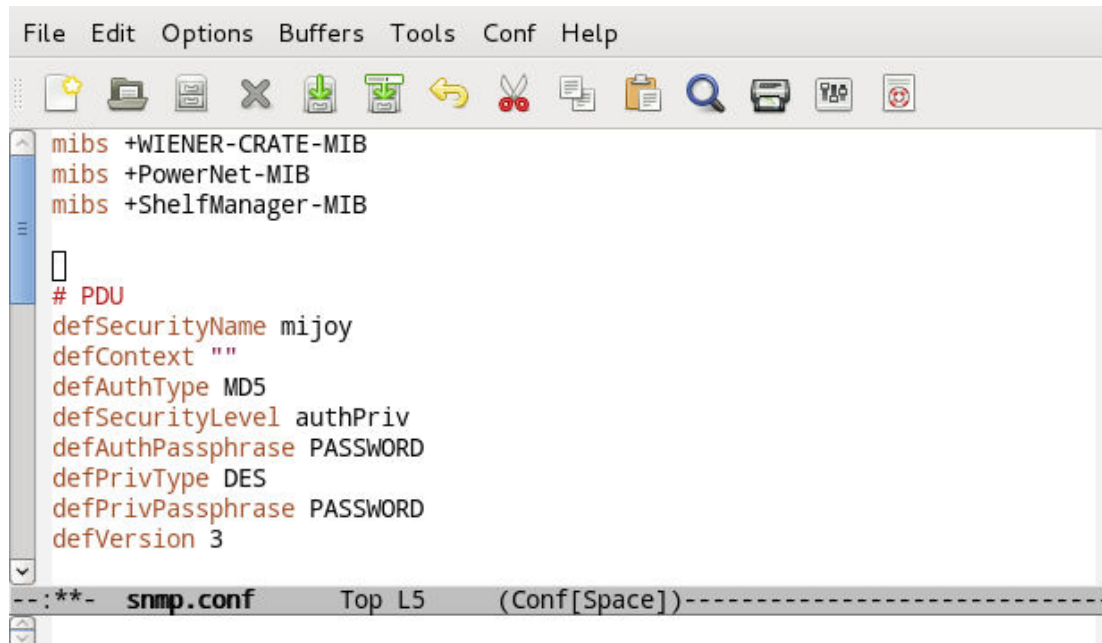 File Edit Options Buffers Tools Conf Help
mibs +WIENER-CRATE-MIB
mibs +PowerNet-MIB
mibs +ShelfManager-MIB
# PDU
defSecurityName mijoy
defContext ""
defAuthType MD5
defSecurityLevel authPriv
defAuthPassphrase PASSWORD
defPrivType DES
defPrivPassphrase PASSWORD
defVersion 3
--:**- snmp.conf Top L5 (Conf[Space])------------------------------